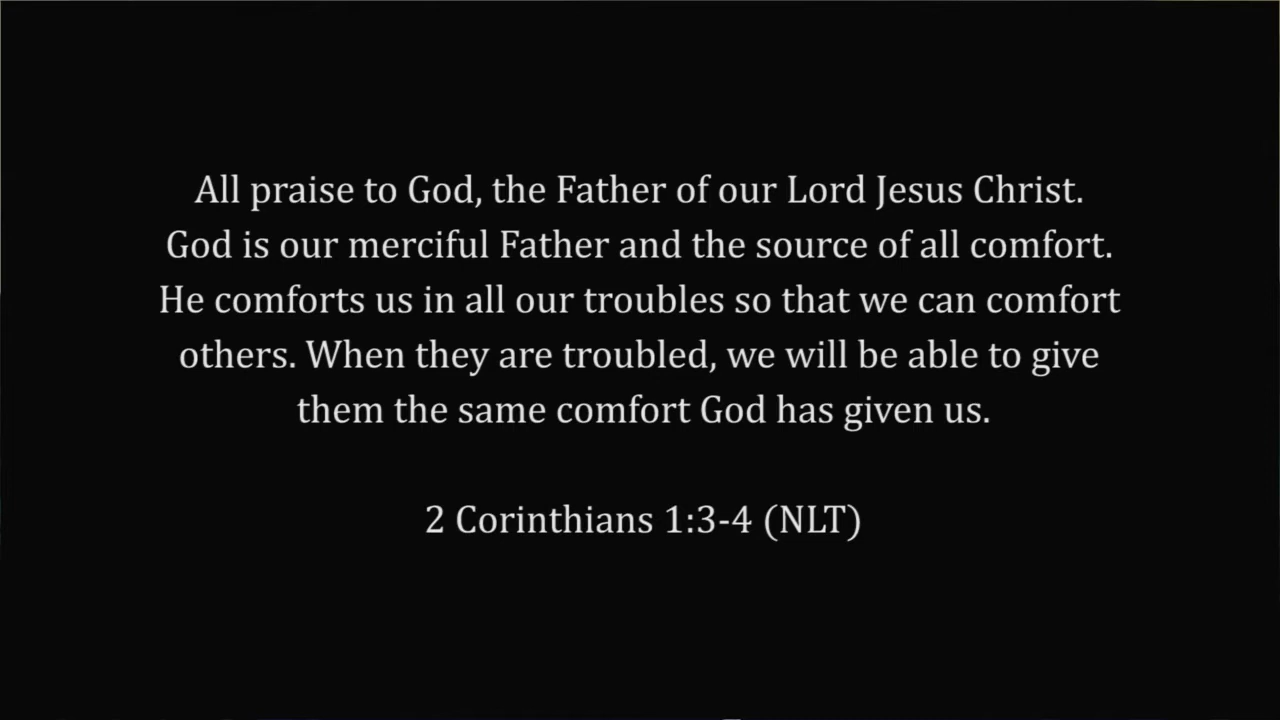 All praise to God, the Father of our Lord Jesus Christ.
God is our merciful Father and the source of all comfort.
He comforts us in all our troubles so that we can comfort
others. When they are troubled, we will be able to give
them the same comfort God has given us.
2 Corinthians 1:3-4 (NLT)